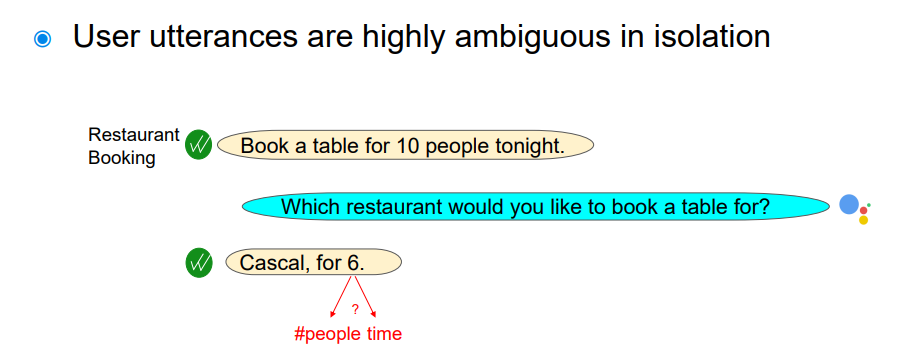 User utterances are highly ambiguous in isolation
Restaurant
Booking
Book a table for 10 people tonight.
Which restaurant would you like to book a table for?
Cascal, for 6.
?
#people time